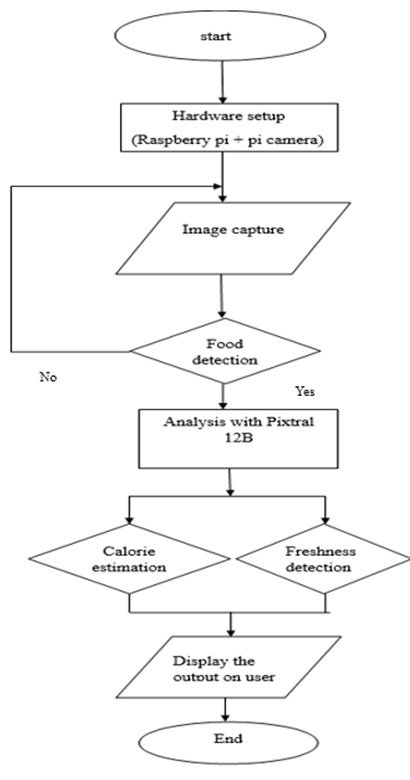 start
Hardware setup
(Raspberry pi + pi camera)
Image capture
Food
detection
No
Yes
Analysis with Pixtral
12B
Calorie
estimation
Freshness
detection
Display the
output on user
End